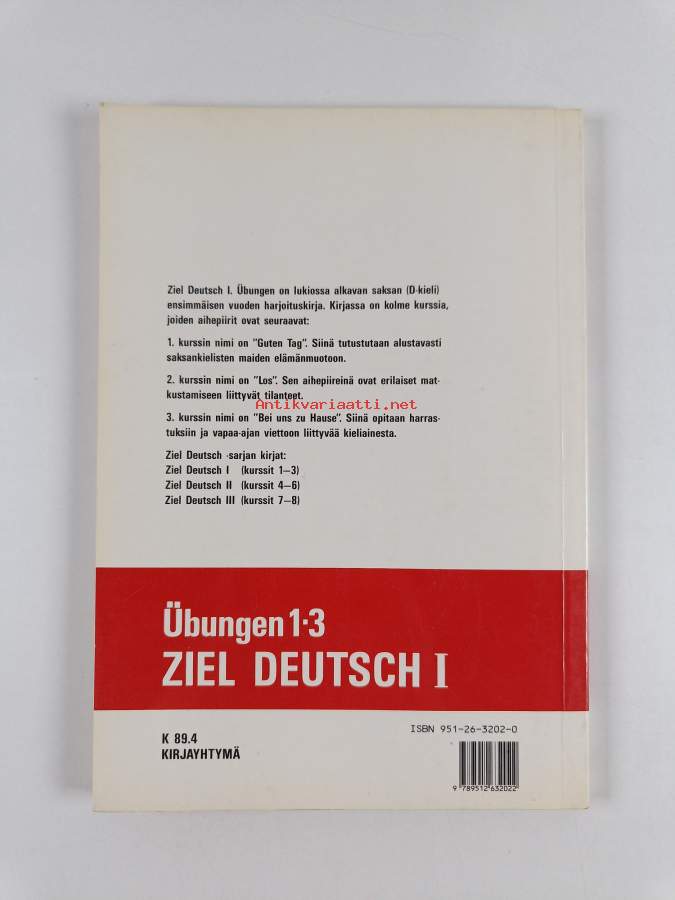 Ziel Deutsch I. Übungen on lukiossa alkavan saksan (D-kieli)
ensimmäisen vuoden harjoituskirja. Kirjassa on kolme kurssia,
joiden aihepiirit ovat seuraavat:
1. kurssin nimi on "Guten Tag". Siinä tutustutaan alustavasti
saksankielisten maiden elämänmuotoon.
2. kurssin nimi on "Los". Sen aihepiireinä ovat erilaiset mat-
kustamiseen liittyvät tilanteet.
Antikvariaatti.net
3. kurssin nimi on "Bei uns zu Hause". Siinä opitaan harras-
tuksiin ja vapaa-ajan viettoon liittyvää kieliainesta.
Ziel Deutsch -sarjan kirjat:
Ziel Deutsch I (kurssit 1–3)
Ziel Deutsch II (kurssit 4–6)
Ziel Deutsch III (kurssit 7–8)
Übungen 1·3
ZIEL DEUTSCH I
ISBN 951-26-3202-0
K 89.4
KIRJAYHTYMÄ
9 789512 632022